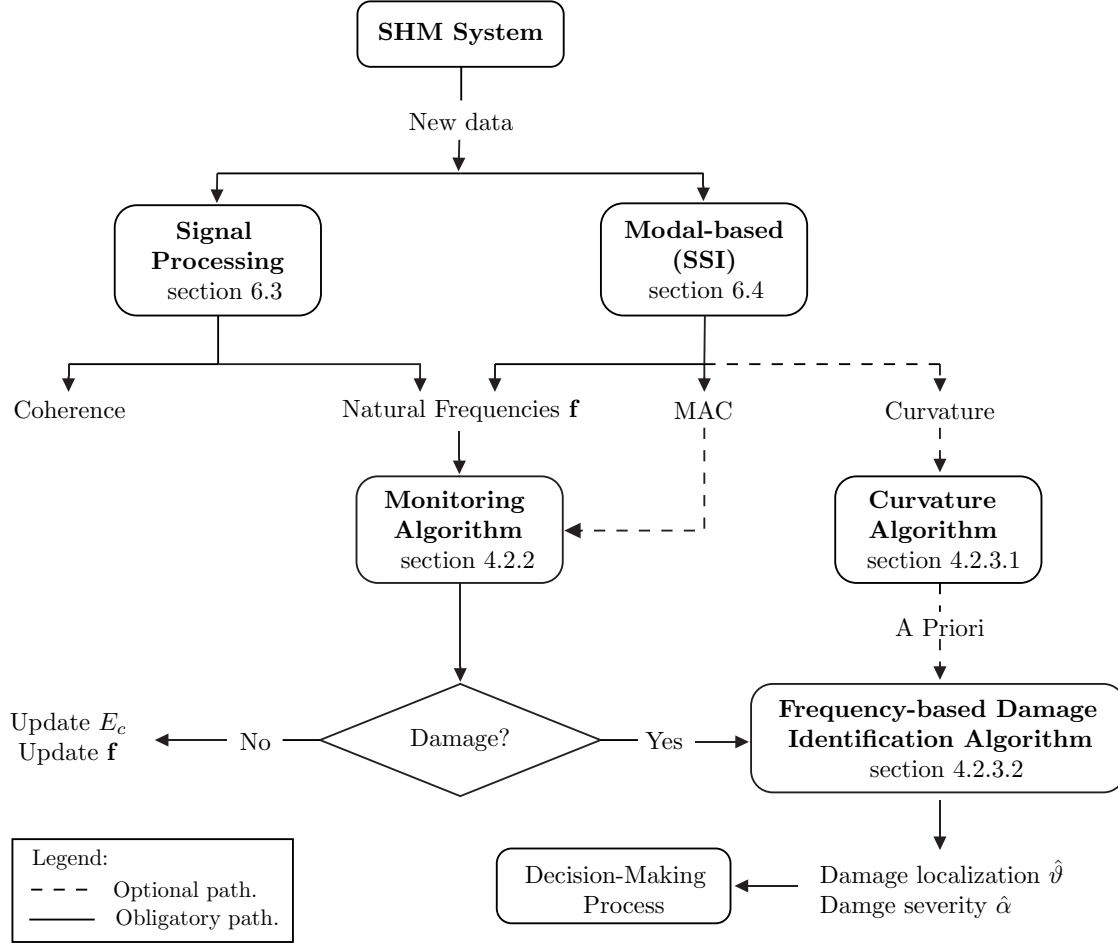 SHM System
New data
Signal
Processing
section 6.3
Modal-based
(SSI)
section 6.4
Coherence
Natural Frequencies f
MAC
Curvature
Monitoring
Algorithm
section 4.2.2
Curvature
Algorithm
section 4.2.3.1
A Priori
Update E_c
Update f
No
Damage?
Yes
Frequency-based Damage
Identification Algorithm
section 4.2.3.2
Legend:
Optional path.
Obligatory path.
Decision-Making
Process
Damage localization ϑ̂
Damge severity α̂